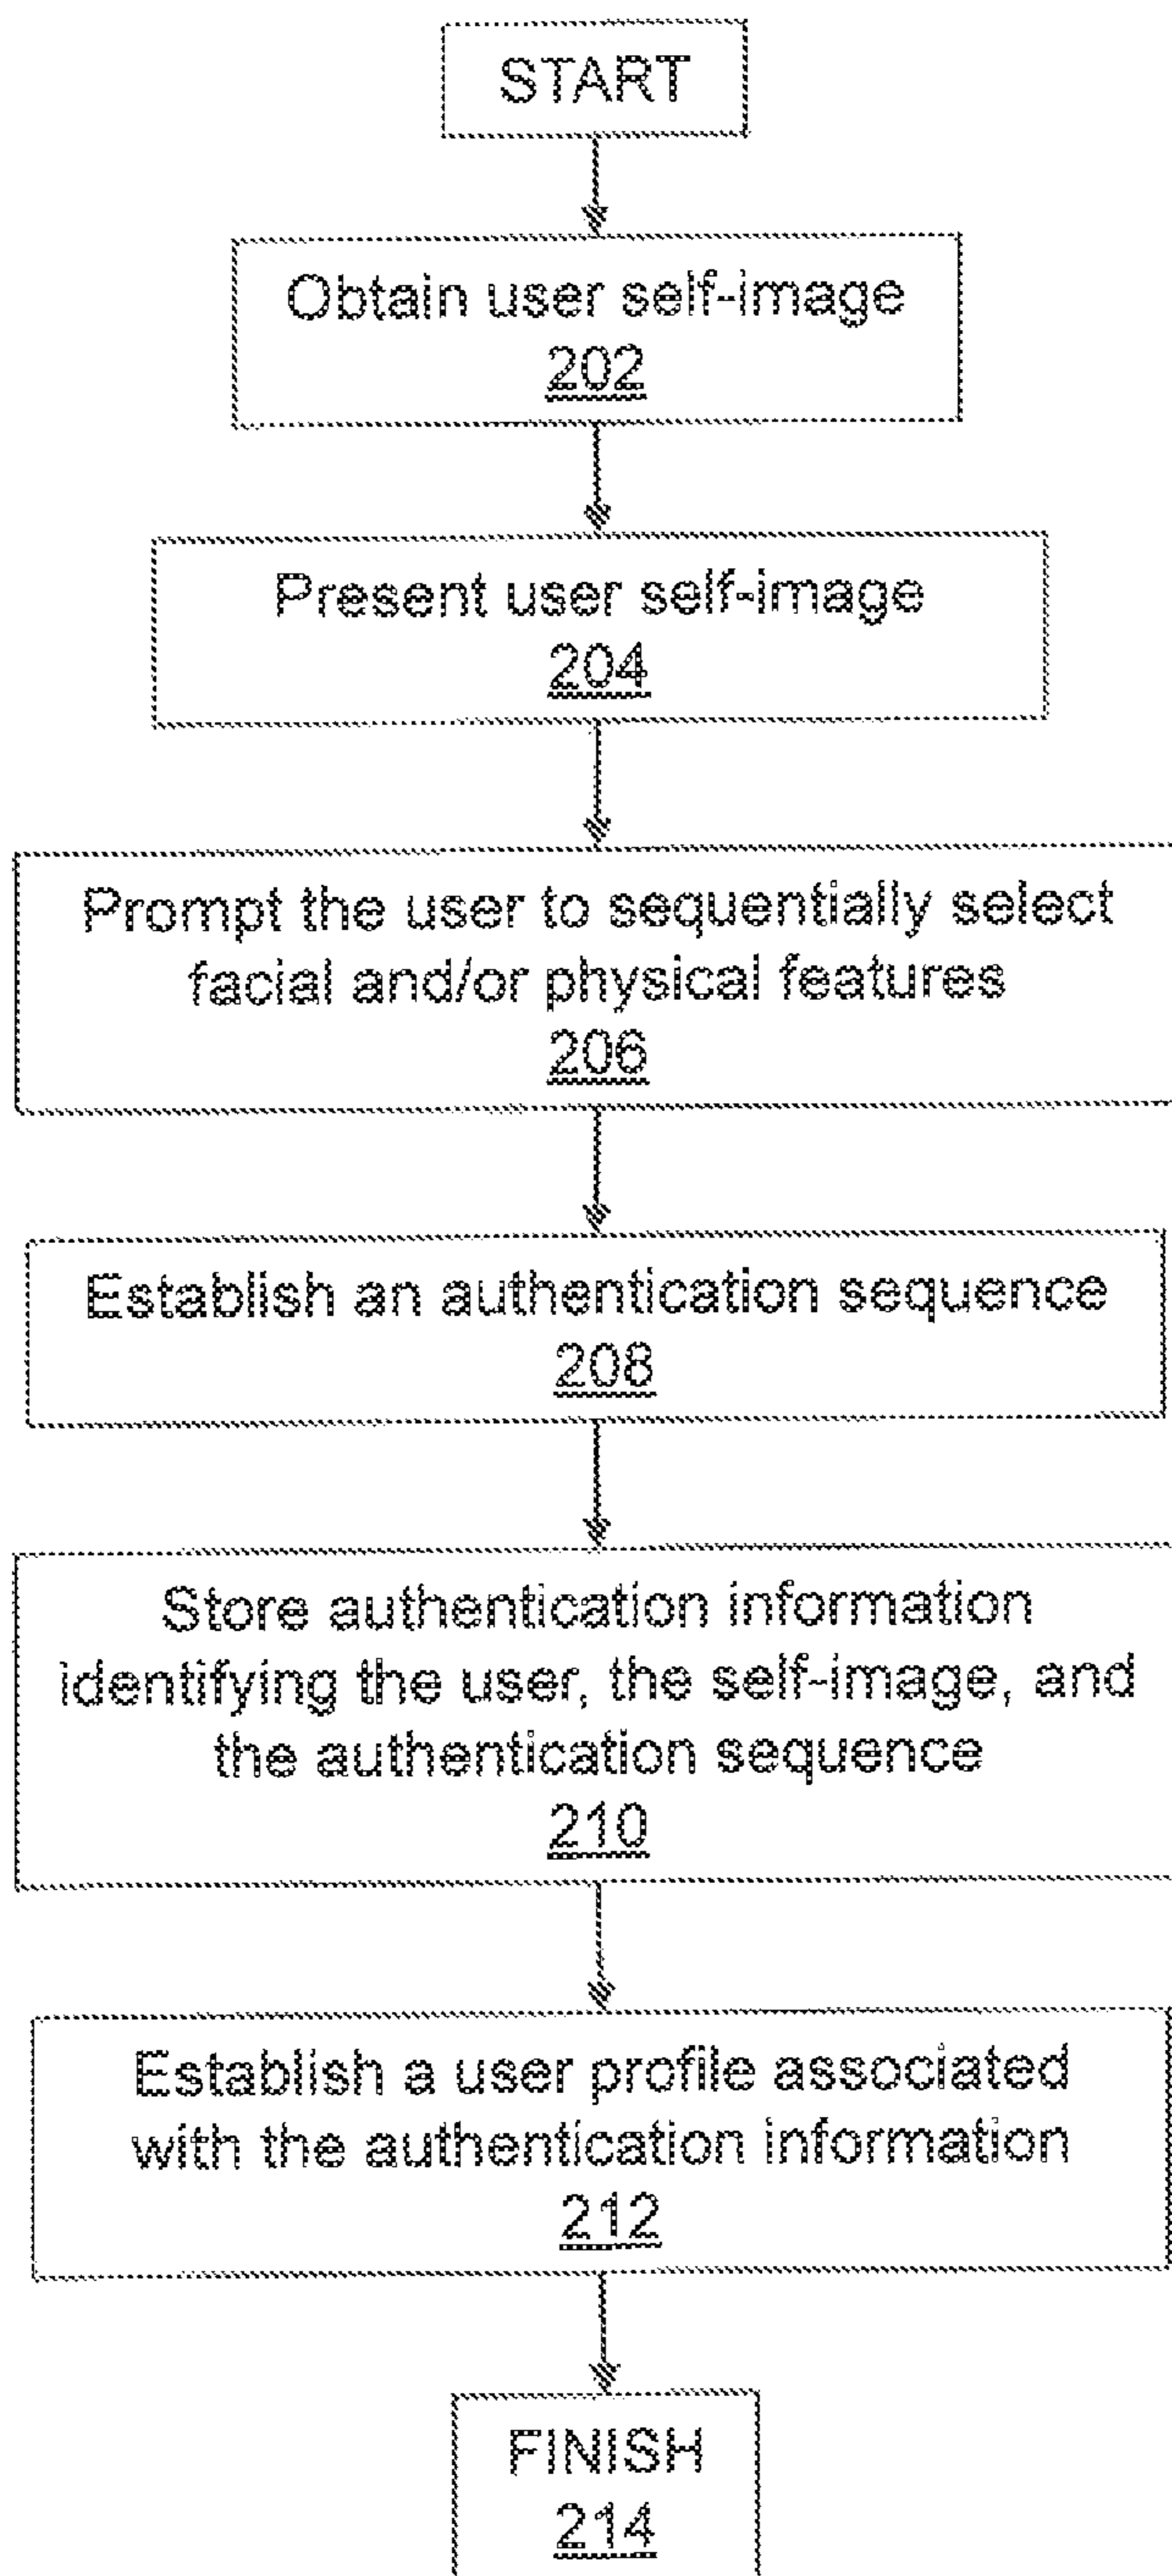 START
Obtain user self-image
202
Present user self-image
204
Prompt the user to sequentially select
facial and/or physical features
206
Establish an authentication sequence
208
Store authentication information
identifying the user, the self-image, and
the authentication sequence
210
Establish a user profile associated
with the authentication information
212
FINISH
214